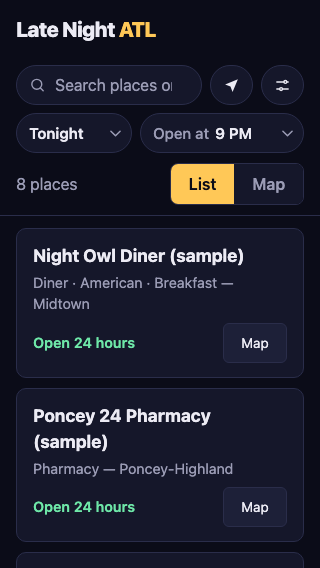 Late Night ATL
Search places o
Tonight
Open at 9 PM
8 places
List
Map
Night Owl Diner (sample)
Diner · American · Breakfast —
Midtown
Open 24 hours
Map
Poncey 24 Pharmacy
(sample)
Pharmacy — Poncey-Highland
Open 24 hours
Map